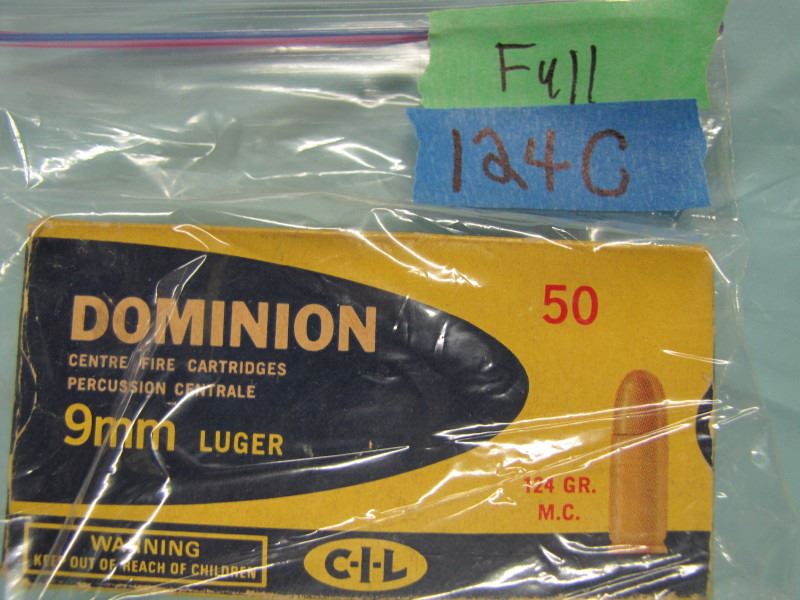 Full
124C
DOMINION
50
CENTRE FIRE CARTRIDGES
PERCUSSION CENTRALE
9mm LUGER
124 GR.
M.C.
WARNING
KEEP OUT OF REACH OF CHILDREN
C-I-L